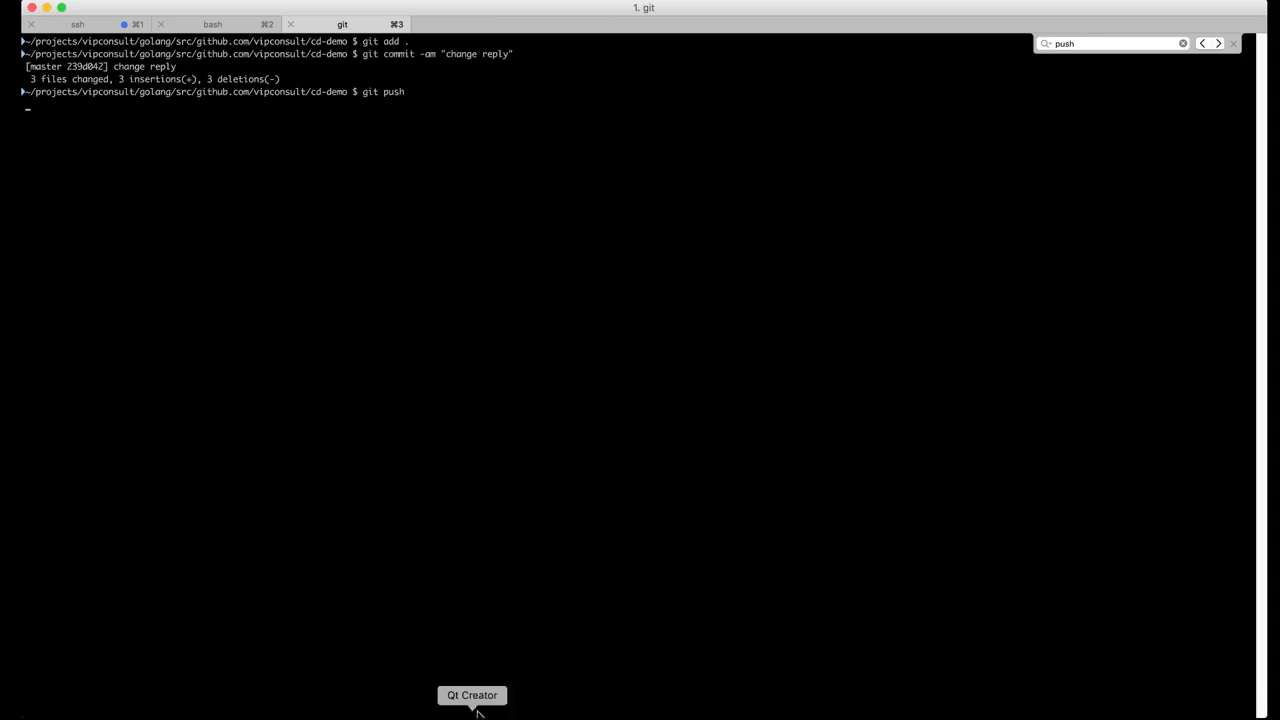 1. git
ssh ⌘1 bash ⌘2 git ⌘3
~/projects/vipconsult/golang/src/github.com/vipconsult/cd-demo $ git add .
push
~/projects/vipconsult/golang/src/github.com/vipconsult/cd-demo $ git commit -am "change reply"
[master 239d042] change reply
3 files changed, 3 insertions(+), 3 deletions(-)
~/projects/vipconsult/golang/src/github.com/vipconsult/cd-demo $ git push
Qt Creator